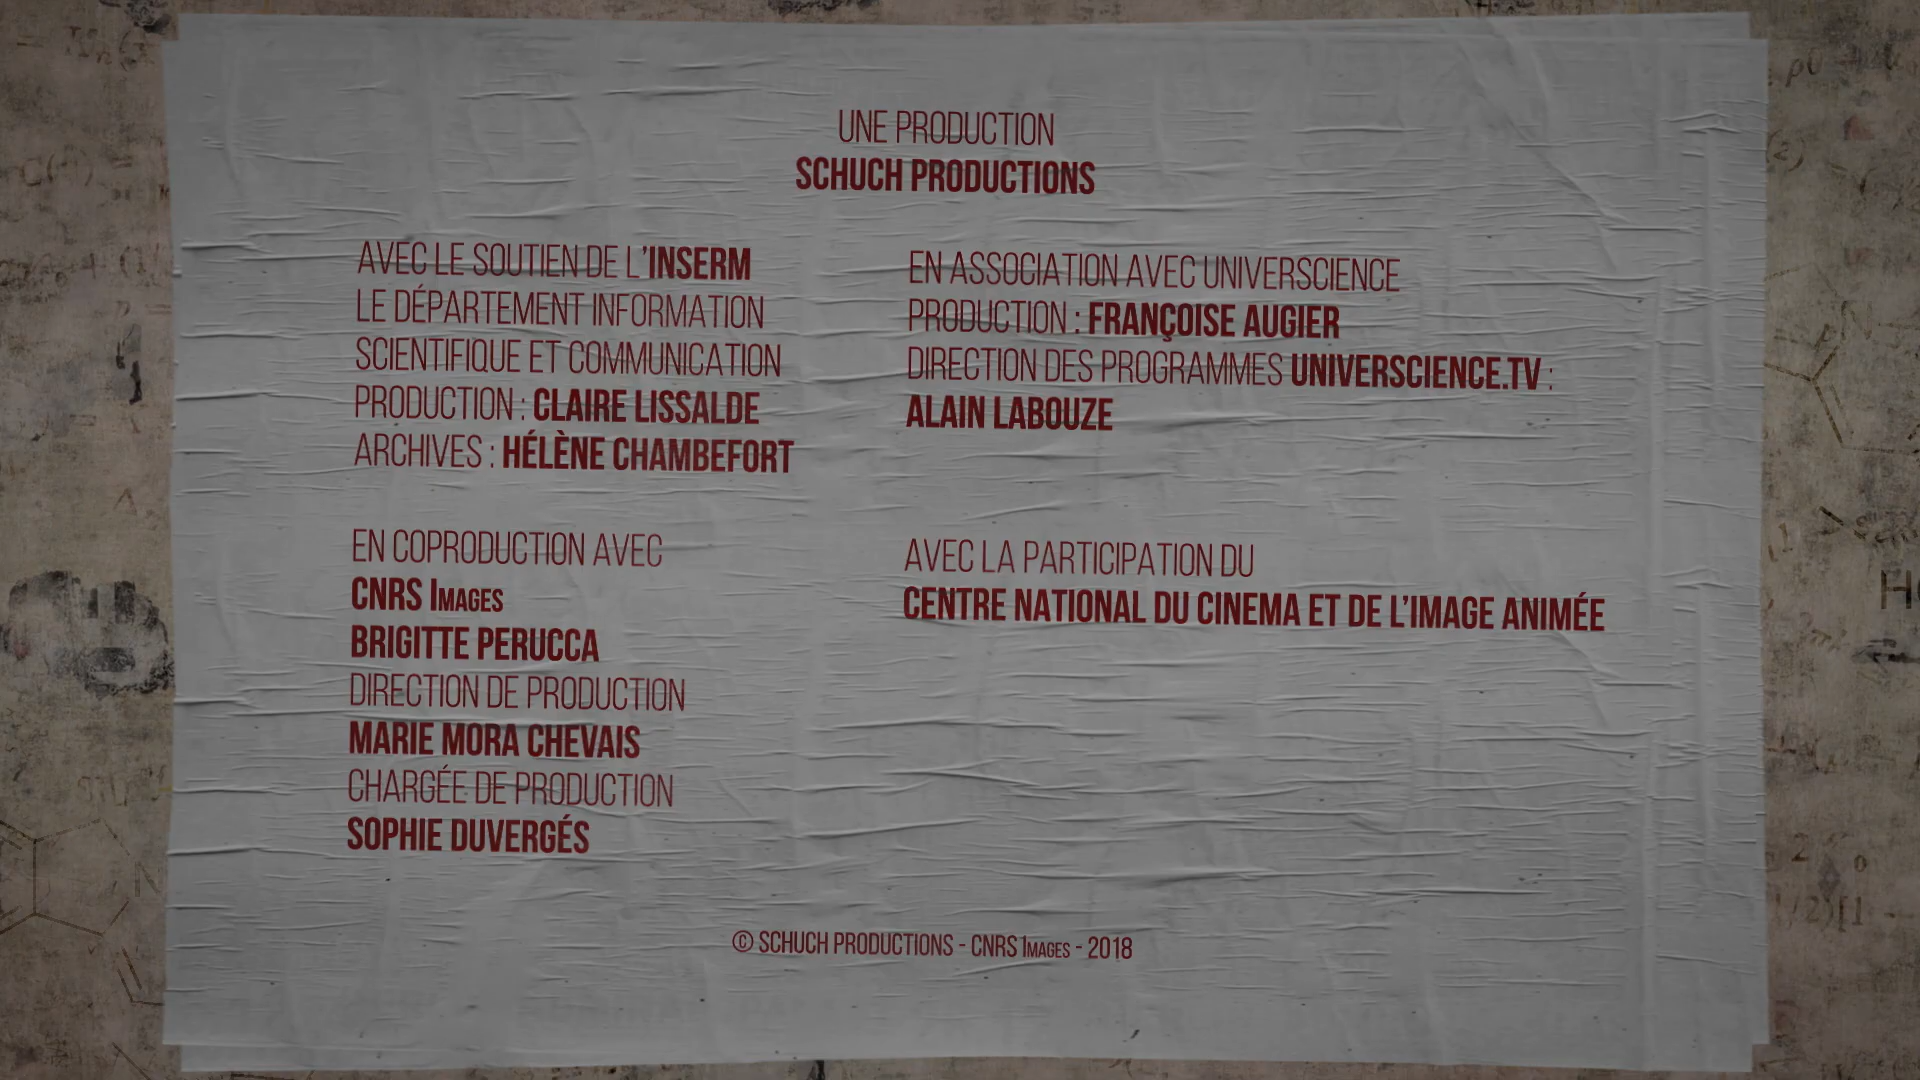 UNE PRODUCTION
SCHUCH PRODUCTIONS
AVEC LE SOUTIEN DE L'INSERM
LE DÉPARTEMENT INFORMATION
SCIENTIFIQUE ET COMMUNICATION
PRODUCTION : CLAIRE LISSALDE
ARCHIVES : HÉLÈNE CHAMBEFORT
EN COPRODUCTION AVEC
CNRS IMAGES
BRIGITTE PERUCCA
DIRECTION DE PRODUCTION
MARIE MORA CHEVAIS
CHARGÉE DE PRODUCTION
SOPHIE DUVERGÉS
EN ASSOCIATION AVEC UNIVERSCIENCE
PRODUCTION : FRANÇOISE AUGIER
DIRECTION DES PROGRAMMES UNIVERSCIENCE.TV :
ALAIN LABOUZE
AVEC LA PARTICIPATION DU
CENTRE NATIONAL DU CINEMA ET DE L'IMAGE ANIMÉE
© SCHUCH PRODUCTIONS - CNRS IMAGES - 2018